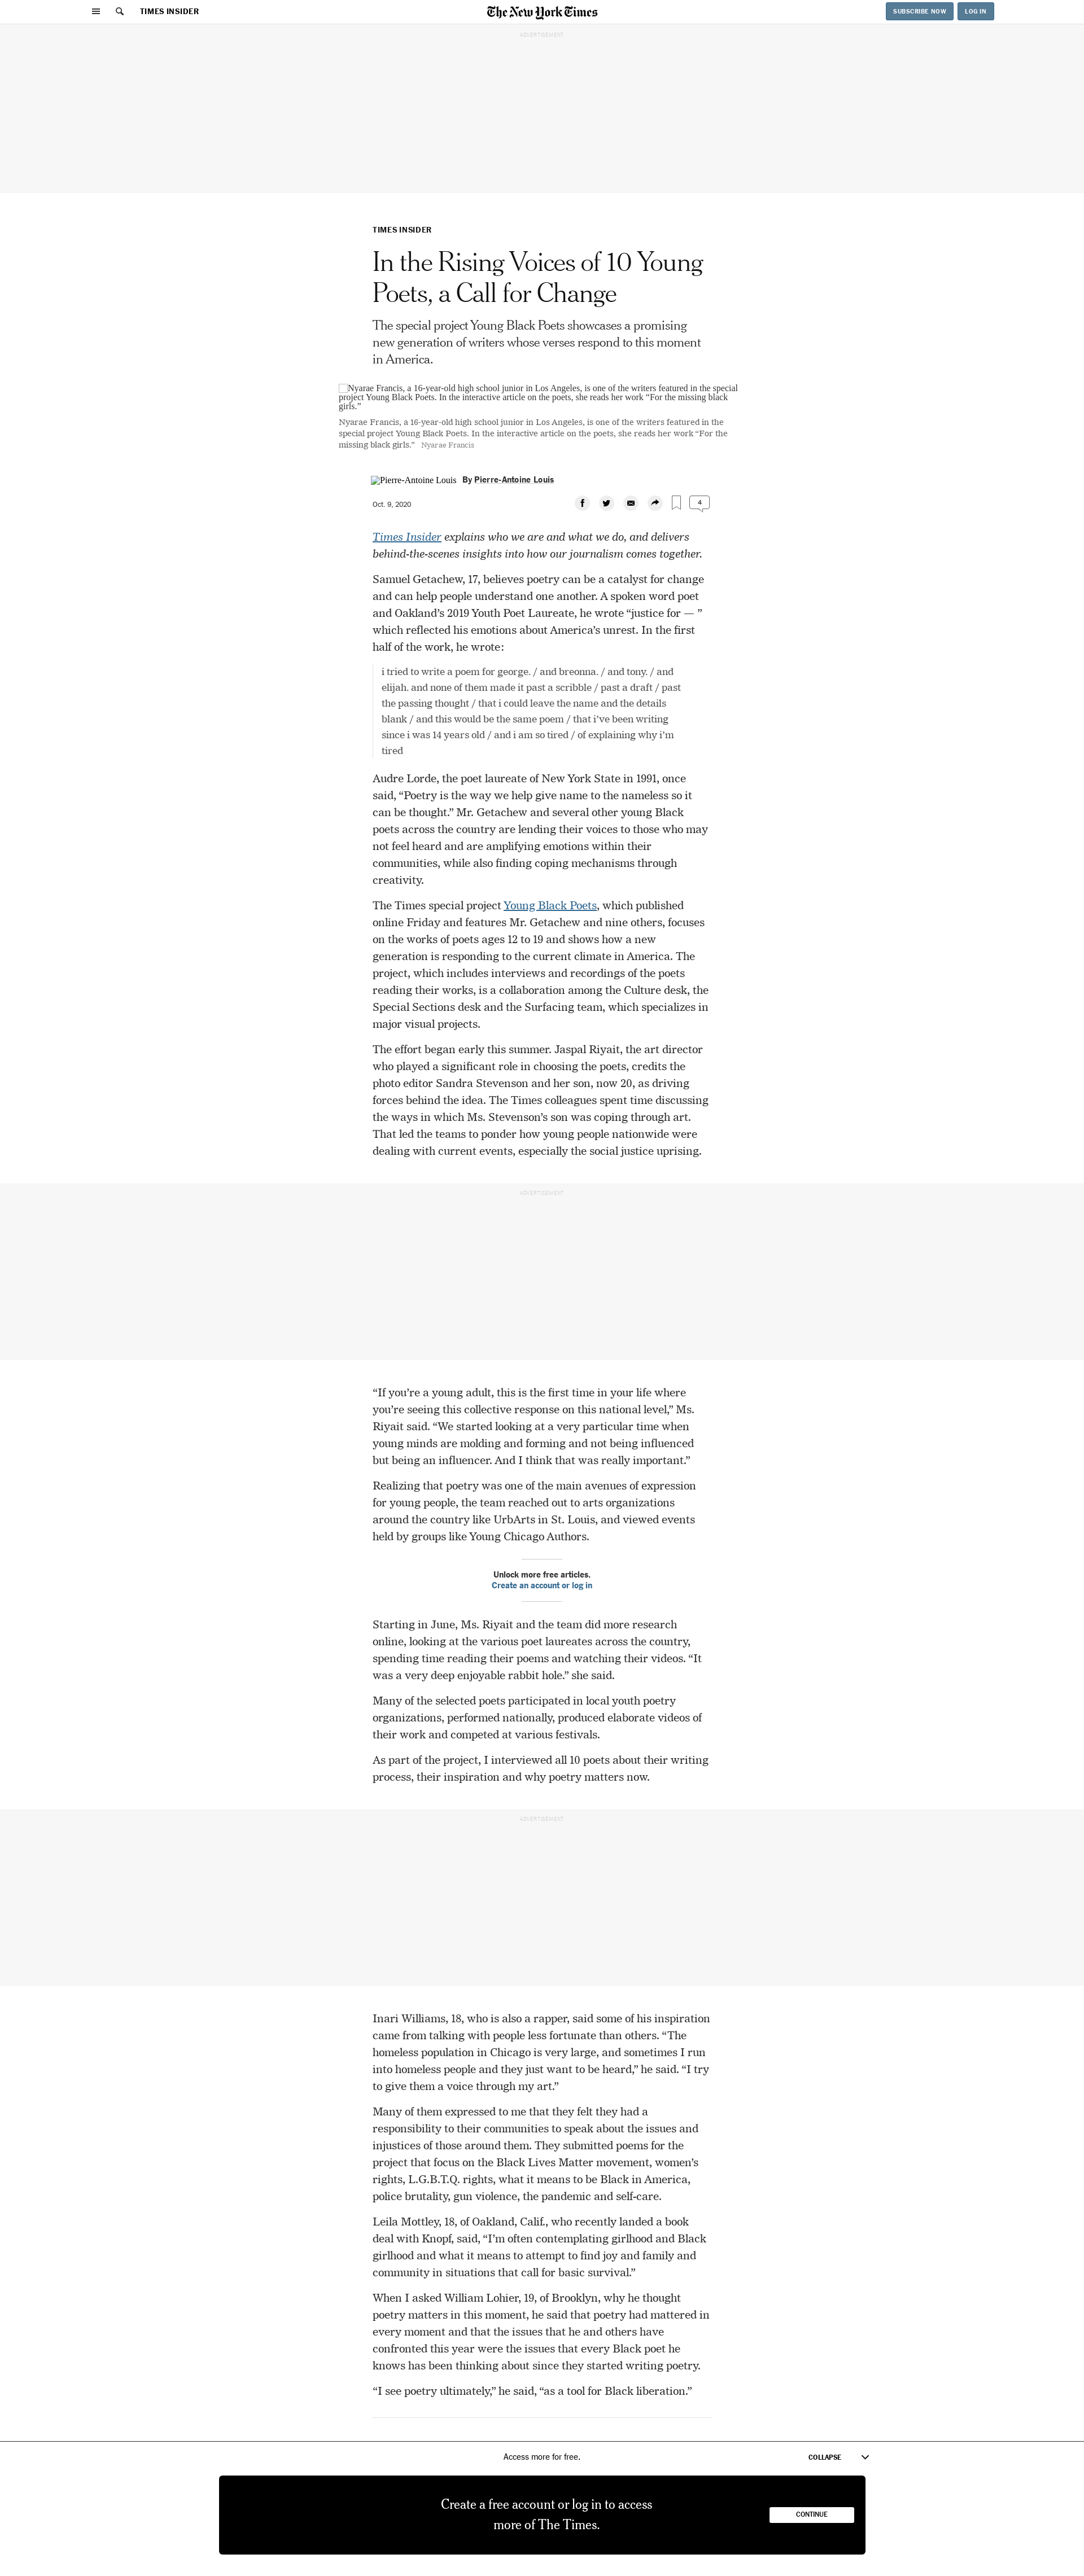 TIMES INSIDER
The New York Times
SUBSCRIBE NOW
LOG IN
ADVERTISEMENT
TIMES INSIDER
In the Rising Voices of 10 Young
Poets, a Call for Change
The special project Young Black Poets showcases a promising
new generation of writers whose verses respond to this moment
in America.
Nyarae Francis, a 16-year-old high school junior in Los Angeles, is one of the writers featured in the special
project Young Black Poets. In the interactive article on the poets, she reads her work “For the missing black
girls.”
Nyarae Francis, a 16-year-old high school junior in Los Angeles, is one of the writers featured in the
special project Young Black Poets. In the interactive article on the poets, she reads her work “For the
missing black girls.” Nyarae Francis
Pierre-Antoine Louis
By Pierre-Antoine Louis
Oct. 9, 2020
4
Times Insider explains who we are and what we do, and delivers
behind-the-scenes insights into how our journalism comes together.
Samuel Getachew, 17, believes poetry can be a catalyst for change
and can help people understand one another. A spoken word poet
and Oakland’s 2019 Youth Poet Laureate, he wrote “justice for — ”
which reflected his emotions about America’s unrest. In the first
half of the work, he wrote:
i tried to write a poem for george. / and breonna. / and tony. / and
elijah. and none of them made it past a scribble / past a draft / past
the passing thought / that i could leave the name and the details
blank / and this would be the same poem / that i’ve been writing
since i was 14 years old / and i am so tired / of explaining why i’m
tired
Audre Lorde, the poet laureate of New York State in 1991, once
said, “Poetry is the way we help give name to the nameless so it
can be thought.” Mr. Getachew and several other young Black
poets across the country are lending their voices to those who may
not feel heard and are amplifying emotions within their
communities, while also finding coping mechanisms through
creativity.
The Times special project Young Black Poets, which published
online Friday and features Mr. Getachew and nine others, focuses
on the works of poets ages 12 to 19 and shows how a new
generation is responding to the current climate in America. The
project, which includes interviews and recordings of the poets
reading their works, is a collaboration among the Culture desk, the
Special Sections desk and the Surfacing team, which specializes in
major visual projects.
The effort began early this summer. Jaspal Riyait, the art director
who played a significant role in choosing the poets, credits the
photo editor Sandra Stevenson and her son, now 20, as driving
forces behind the idea. The Times colleagues spent time discussing
the ways in which Ms. Stevenson’s son was coping through art.
That led the teams to ponder how young people nationwide were
dealing with current events, especially the social justice uprising.
ADVERTISEMENT
“If you’re a young adult, this is the first time in your life where
you’re seeing this collective response on this national level,” Ms.
Riyait said. “We started looking at a very particular time when
young minds are molding and forming and not being influenced
but being an influencer. And I think that was really important.”
Realizing that poetry was one of the main avenues of expression
for young people, the team reached out to arts organizations
around the country like UrbArts in St. Louis, and viewed events
held by groups like Young Chicago Authors.
Unlock more free articles.
Create an account or log in
Starting in June, Ms. Riyait and the team did more research
online, looking at the various poet laureates across the country,
spending time reading their poems and watching their videos. “It
was a very deep enjoyable rabbit hole.” she said.
Many of the selected poets participated in local youth poetry
organizations, performed nationally, produced elaborate videos of
their work and competed at various festivals.
As part of the project, I interviewed all 10 poets about their writing
process, their inspiration and why poetry matters now.
ADVERTISEMENT
Inari Williams, 18, who is also a rapper, said some of his inspiration
came from talking with people less fortunate than others. “The
homeless population in Chicago is very large, and sometimes I run
into homeless people and they just want to be heard,” he said. “I try
to give them a voice through my art.”
Many of them expressed to me that they felt they had a
responsibility to their communities to speak about the issues and
injustices of those around them. They submitted poems for the
project that focus on the Black Lives Matter movement, women’s
rights, L.G.B.T.Q. rights, what it means to be Black in America,
police brutality, gun violence, the pandemic and self-care.
Leila Mottley, 18, of Oakland, Calif., who recently landed a book
deal with Knopf, said, “I’m often contemplating girlhood and Black
girlhood and what it means to attempt to find joy and family and
community in situations that call for basic survival.”
When I asked William Lohier, 19, of Brooklyn, why he thought
poetry matters in this moment, he said that poetry had mattered in
every moment and that the issues that he and others have
confronted this year were the issues that every Black poet he
knows has been thinking about since they started writing poetry.
“I see poetry ultimately,” he said, “as a tool for Black liberation.”
Access more for free.
COLLAPSE
Create a free account or log in to access
more of The Times.
CONTINUE